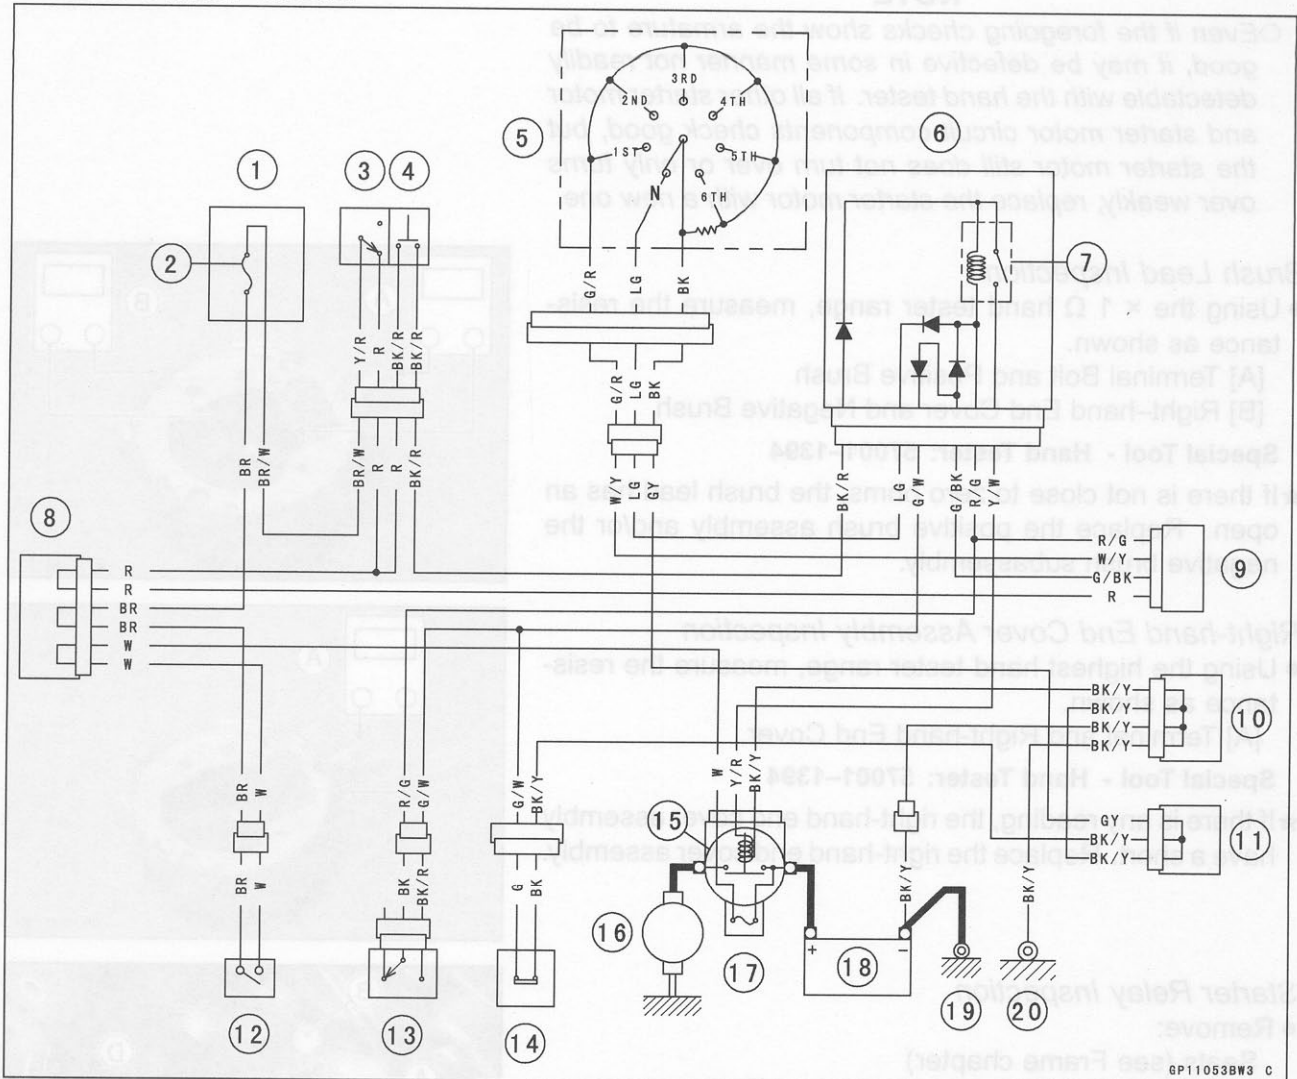 1
2
3
4
5
6
7
8
9
10
11
12
13
14
15
16
17
18
19
20
1ST
2ND
3RD
4TH
5TH
6TH
N
G/R
LG
BK
G/R
LG
BK
W/Y
LG
GY
Y/R
R
BK/R
BK/R
BR
BR/W
BR/W
R
R
BK/R
BK/R
LG
G/W
G/BK
R/G
Y/W
R
R
BR
BR
W
W
R/G
W/Y
G/BK
R
BK/Y
BK/Y
BK/Y
BK/Y
GY
BK/Y
BK/Y
BR
W
BK
W
R/G
G/W
BK
BK/R
G/W
BK/Y
G
BK
W
Y/R
BK/Y
BK/Y
BK/Y
+
−
GP11053BW3 C
NOTE
Even if the foregoing checks show the armature to be
good, it may be defective in some manner not readily
detectable with the hand tester. If all other starter motor
and starter motor circuit components check good, but
the starter motor still does not turn over or only turns
over weakly, replace the starter motor with a new one.
Brush Lead Inspection
Using the × 1 Ω hand tester range, measure the resis-
tance as shown.
[A] Terminal Bolt and Positive Brush
[B] Right–hand End Cover and Negative Brush
Special Tool - Hand Tester: 57001–1394
If there is not close to zero ohms, the brush lead has an
open. Replace the positive brush assembly and/or the
negative brush subassembly.
Right-hand End Cover Assembly Inspection
Using the highest hand tester range, measure the resis-
tance as shown.
[A] Terminal and Right-hand End Cover
Special Tool - Hand Tester: 57001–1394
If there is any reading, the right-hand end cover assembly
have a short. Replace the right-hand end cover assembly.
Starter Relay Inspection
Remove:
Seats (see Frame chapter)